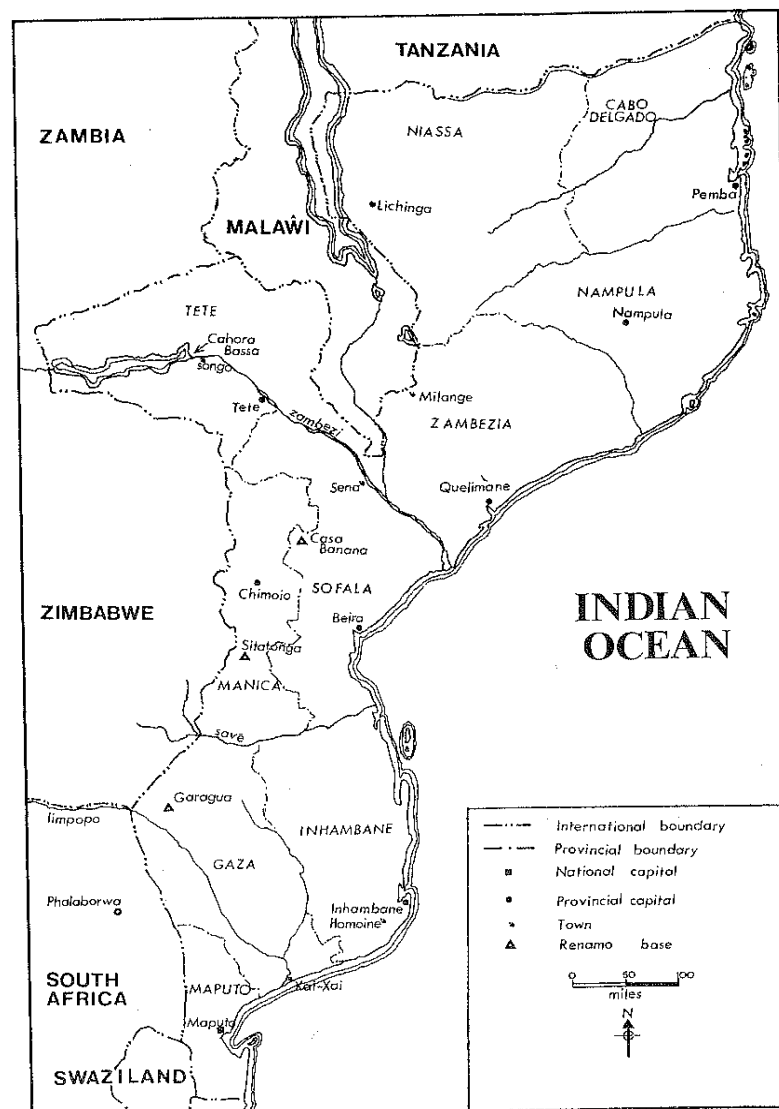 TANZANIA
CABO
DELGADO
NIASSA
ZAMBIA
Pemba
Lichinga
MALAŴI
NAMPULA
TETE
Nampula
Cahora
Bassa
songo
Milange
Tete
zambezi
ZAMBEZIA
Sena
Quelimane
Casa
Banana
Chimoio
SOFALA
INDIAN
OCEAN
ZIMBABWE
Beira
Sitatonga
MANICA
save
Garagua
limpopo
INHAMBANE
GAZA
Phalaborwa
Inhambane
Homoine
SOUTH
AFRICA
MAPUTO
Xai-Xai
Maputo
SWAZILAND
International boundary
Provincial boundary
National capital
Provincial capital
Town
Renamo base
0 50 100
miles
N